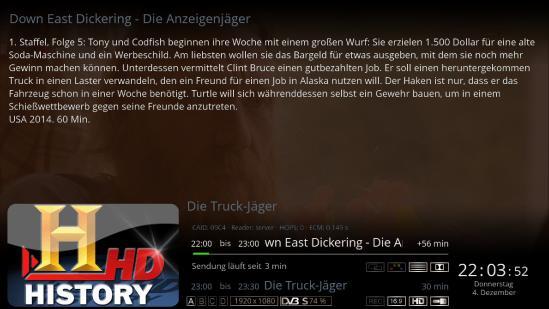 Down East Dickering - Die Anzeigenjäger
1. Staffel, Folge 5: Tony und Codfish beginnen ihre Woche mit einem großen Wurf: Sie erzielen 1.500 Dollar für eine alte
Soda-Maschine und ein Werbeschild. Am liebsten wollen sie das Bargeld für etwas ausgeben, mit dem sie noch mehr
Gewinn machen können. Unterdessen vermittelt Clint Bruce einen gutbezahlten Job. Er soll einen heruntergekommen
Truck in einen Laster verwandeln, den ein Freund für einen Job in Alaska nutzen will. Der Haken ist nur, dass er das
Fahrzeug schon in einer Woche benötigt. Turtle will sich währenddessen selbst ein Gewehr bauen, um in einem
Schießwettbewerb gegen seine Freunde anzutreten.
USA 2014. 60 Min.
Die Truck-Jäger
CAID: 09C4 · Reader: server · HOPS: 0 · ECM: 0.149 s
22:00 bis 23:00 wn East Dickering - Die A +56 min
Sendung läuft seit 3 min
23:00 bis 23:30 Die Truck-Jäger 30 min
A B C D 1920 x 1080 DVB S 74 % REC 16:9 HD
H HD
HISTORY
22:03:52
Donnerstag
4. Dezember